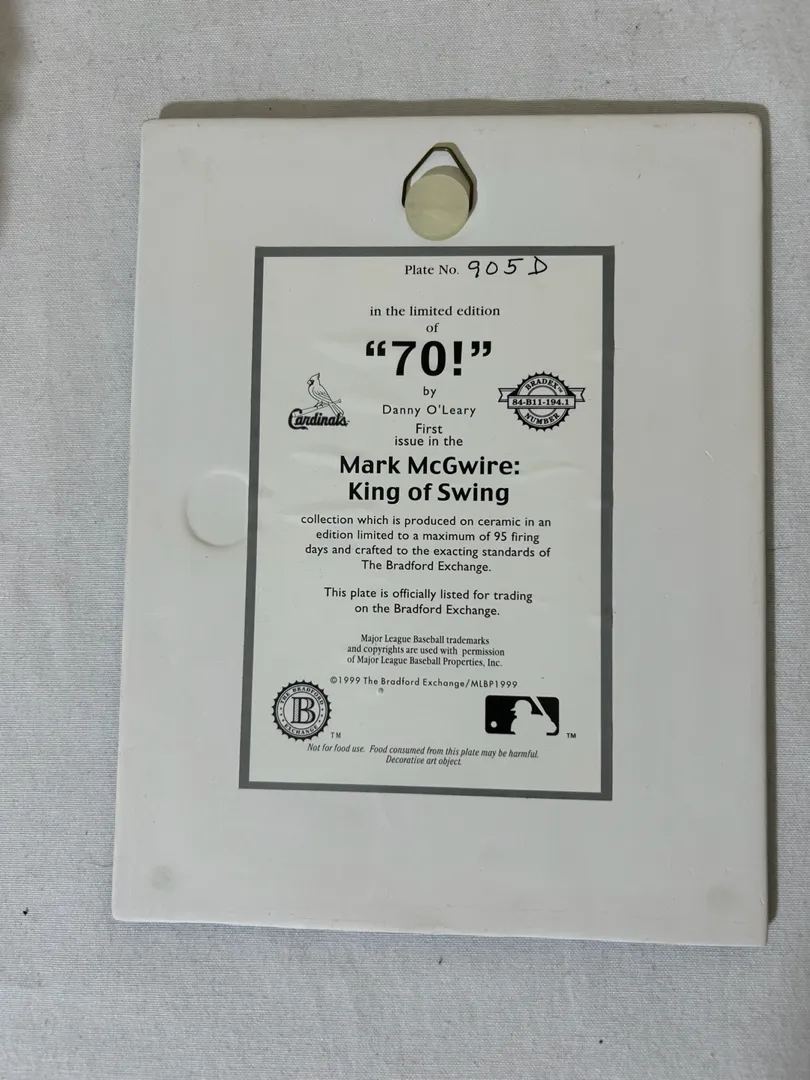 Plate No. 905D
in the limited edition
of
“70!”
by
Danny O'Leary
First
issue in the
Mark McGwire:
King of Swing
Cardinals
BRADEX™
84-B11-194.1
NUMBER
collection which is produced on ceramic in an
edition limited to a maximum of 95 firing
days and crafted to the exacting standards of
The Bradford Exchange.
This plate is officially listed for trading
on the Bradford Exchange.
Major League Baseball trademarks
and copyrights are used with permission
of Major League Baseball Properties, Inc.
©1999 The Bradford Exchange/MLBP1999
THE BRADFORD
B
EXCHANGE
TM
TM
Not for food use. Food consumed from this plate may be harmful.
Decorative art object.